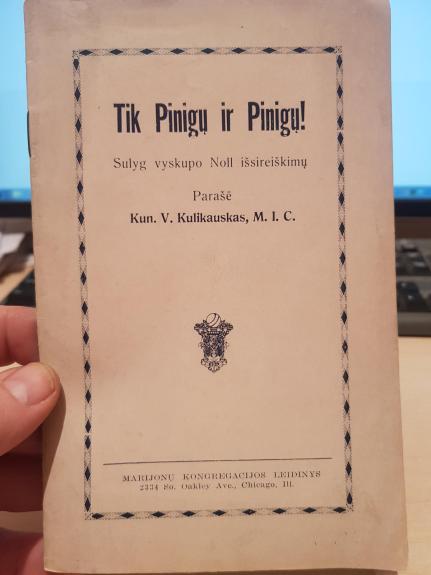 Tik Pinigų ir Pinigų!
Sulyg vyskupo Noll išsireiškimų
Parašė
Kun. V. Kulikauskas, M. I. C.
MARIJONŲ KONGREGACIJOS LEIDINYS
2334 So. Oakley Ave., Chicago, Ill.